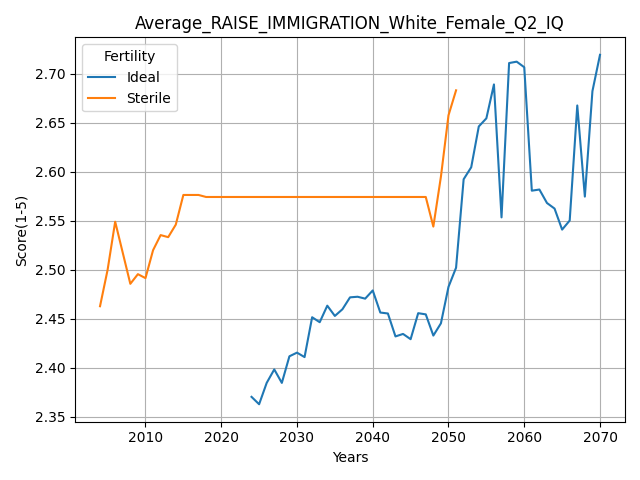 Average_RAISE_IMMIGRATION_White_Female_Q2_IQ
Fertility
Ideal
Sterile
Score(1-5)
2.70
2.65
2.60
2.55
2.50
2.45
2.40
2.35
2010 2020 2030 2040 2050 2060 2070
Years